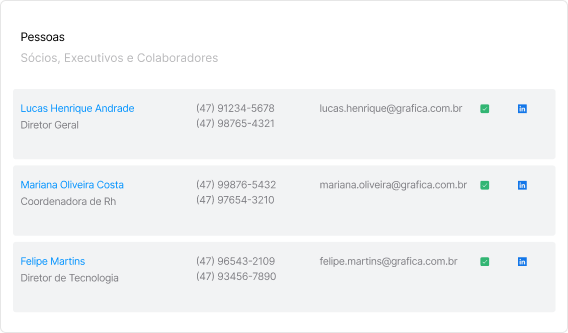 Pessoas
Sócios, Executivos e Colaboradores
Lucas Henrique Andrade (47) 91234-5678 lucas.henrique@grafica.com.br in
Diretor Geral (47) 98765-4321
Mariana Oliveira Costa (47) 99876-5432 mariana.oliveira@grafica.com.br in
Coordenadora de Rh (47) 97654-3210
Felipe Martins (47) 96543-2109 felipe.martins@grafica.com.br in
Diretor de Tecnologia (47) 93456-7890